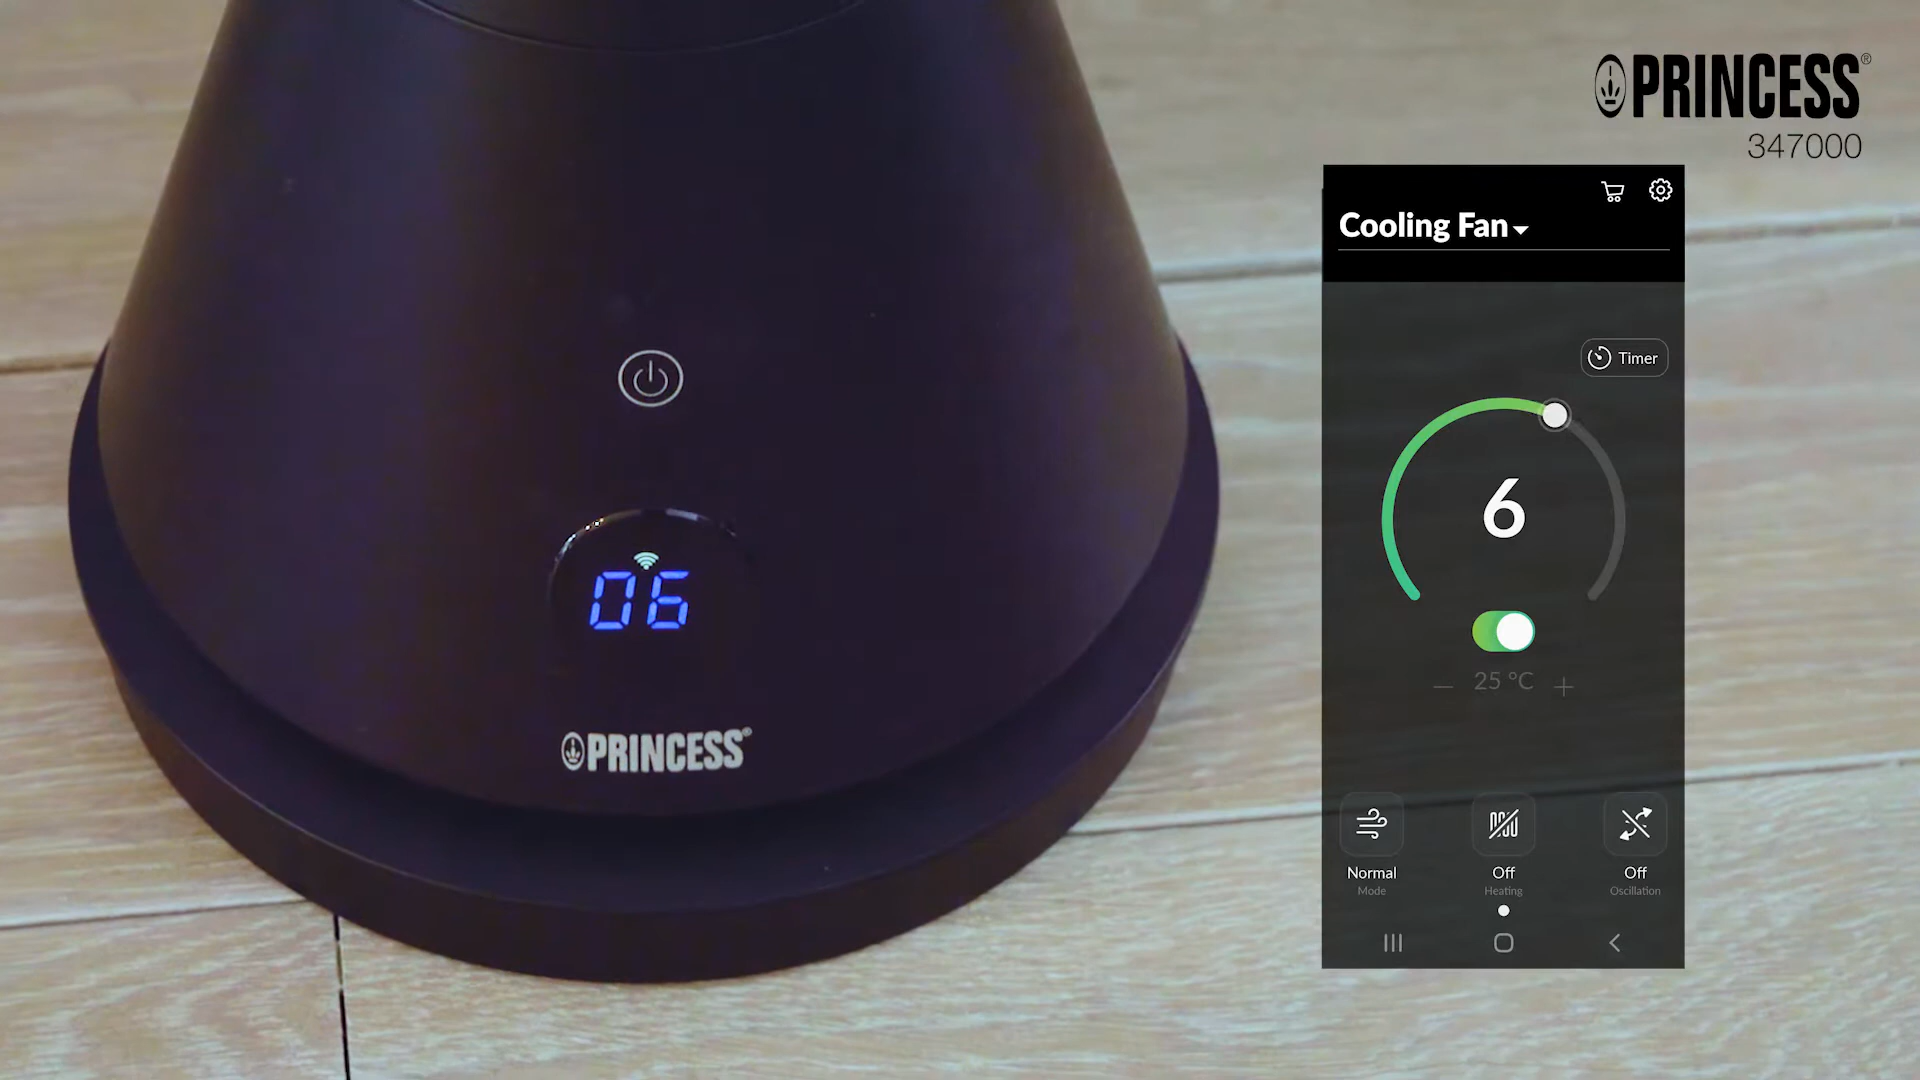 PRINCESS®
347000
Cooling Fan
Timer
6
25 °C
Normal
Mode
Off
Heating
Off
Oscillation
06
PRINCESS®